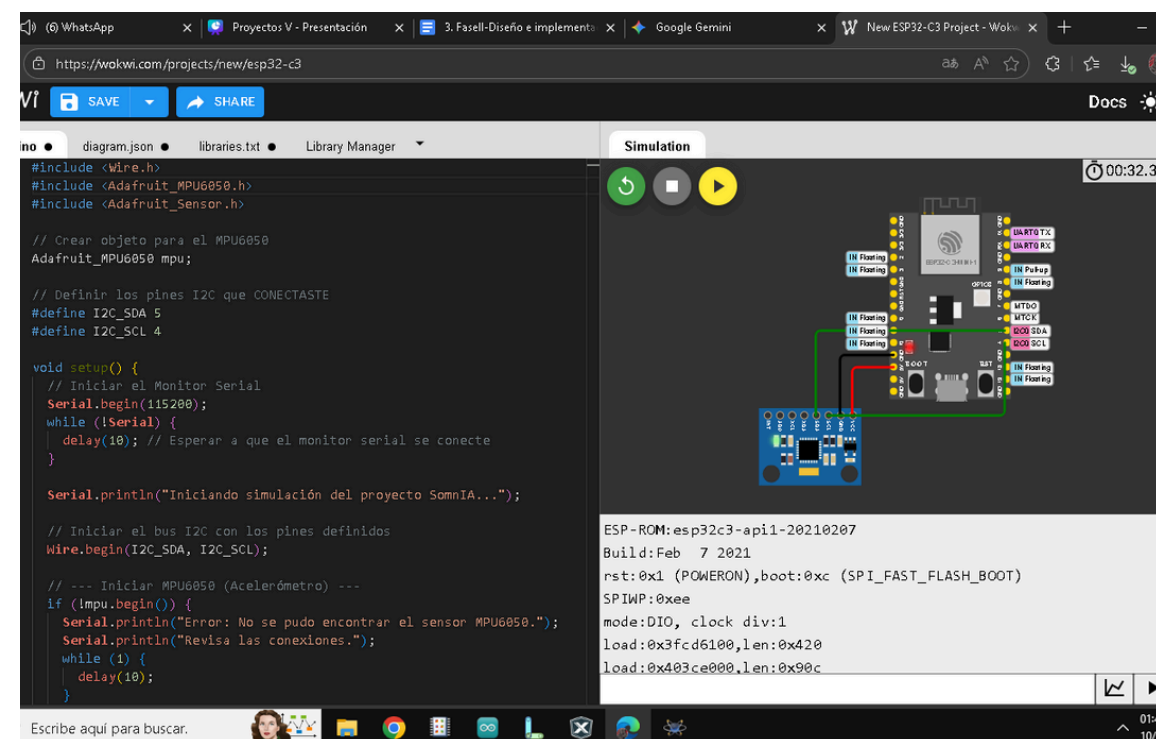 (6) WhatsApp
Proyectos V - Presentación
3. FaseII-Diseño e implementa
Google Gemini
New ESP32-C3 Project - Wokw
https://wokwi.com/projects/new/esp32-c3
SAVE
SHARE
Docs
ino ●
diagram.json ●
libraries.txt ●
Library Manager
#include <Wire.h>
#include <Adafruit_MPU6050.h>
#include <Adafruit_Sensor.h>
// Crear objeto para el MPU6050
Adafruit_MPU6050 mpu;
// Definir los pines I2C que CONECTASTE
#define I2C_SDA 5
#define I2C_SCL 4
void setup() {
// Iniciar el Monitor Serial
Serial.begin(115200);
while (!Serial) {
delay(10); // Esperar a que el monitor serial se conecte
}
Serial.println("Iniciando simulación del proyecto SomnIA...");
// Iniciar el bus I2C con los pines definidos
Wire.begin(I2C_SDA, I2C_SCL);
// --- Iniciar MPU6050 (Acelerómetro) ---
if (!mpu.begin()) {
Serial.println("Error: No se pudo encontrar el sensor MPU6050.");
Serial.println("Revisa las conexiones.");
while (1) {
delay(10);
}
Simulation
00:32.3
UART0 TX
UART0 RX
IN Floating
IN Floating
IN Pull-up
IN Floating
MTDO
IN Floating
MTCK
IN Floating
I2C0 SDA
IN Floating
I2C0 SCL
BOOT
RST
IN Floating
IN Floating
ESP-ROM:esp32c3-api1-20210207
Build:Feb 7 2021
rst:0x1 (POWERON),boot:0xc (SPI_FAST_FLASH_BOOT)
SPIWP:0xee
mode:DIO, clock div:1
load:0x3fcd6100,len:0x420
load:0x403ce000,len:0x90c
Escribe aquí para buscar.